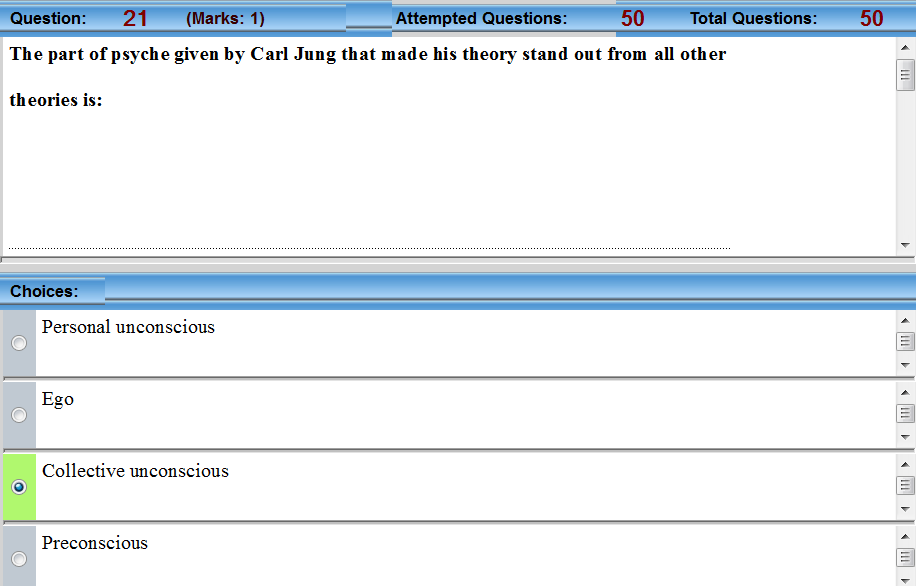 Question: 21 (Marks: 1) Attempted Questions: 50 Total Questions: 50
The part of psyche given by Carl Jung that made his theory stand out from all other
theories is:
Choices:
Personal unconscious
Ego
Collective unconscious
Preconscious